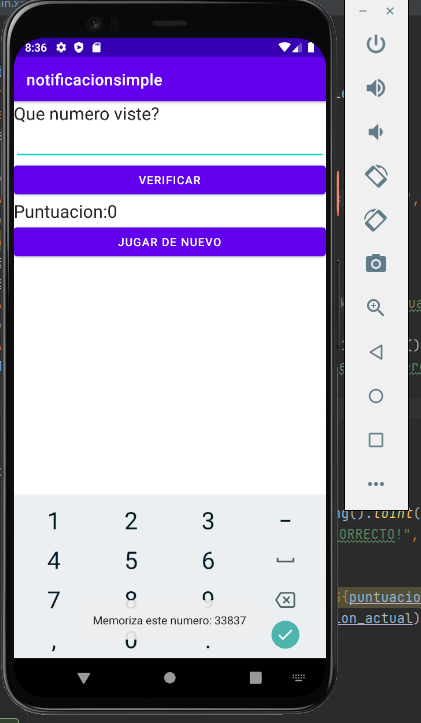 8:36
notificacionsimple
Que numero viste?
VERIFICAR
Puntuacion:0
JUGAR DE NUEVO
1 2 3 -
4 5 6
7 8 9
Memoriza este numero: 33837
, 0 .
().
ng().toInt(
ORRECTO!",
${puntuacio
ion_actual)